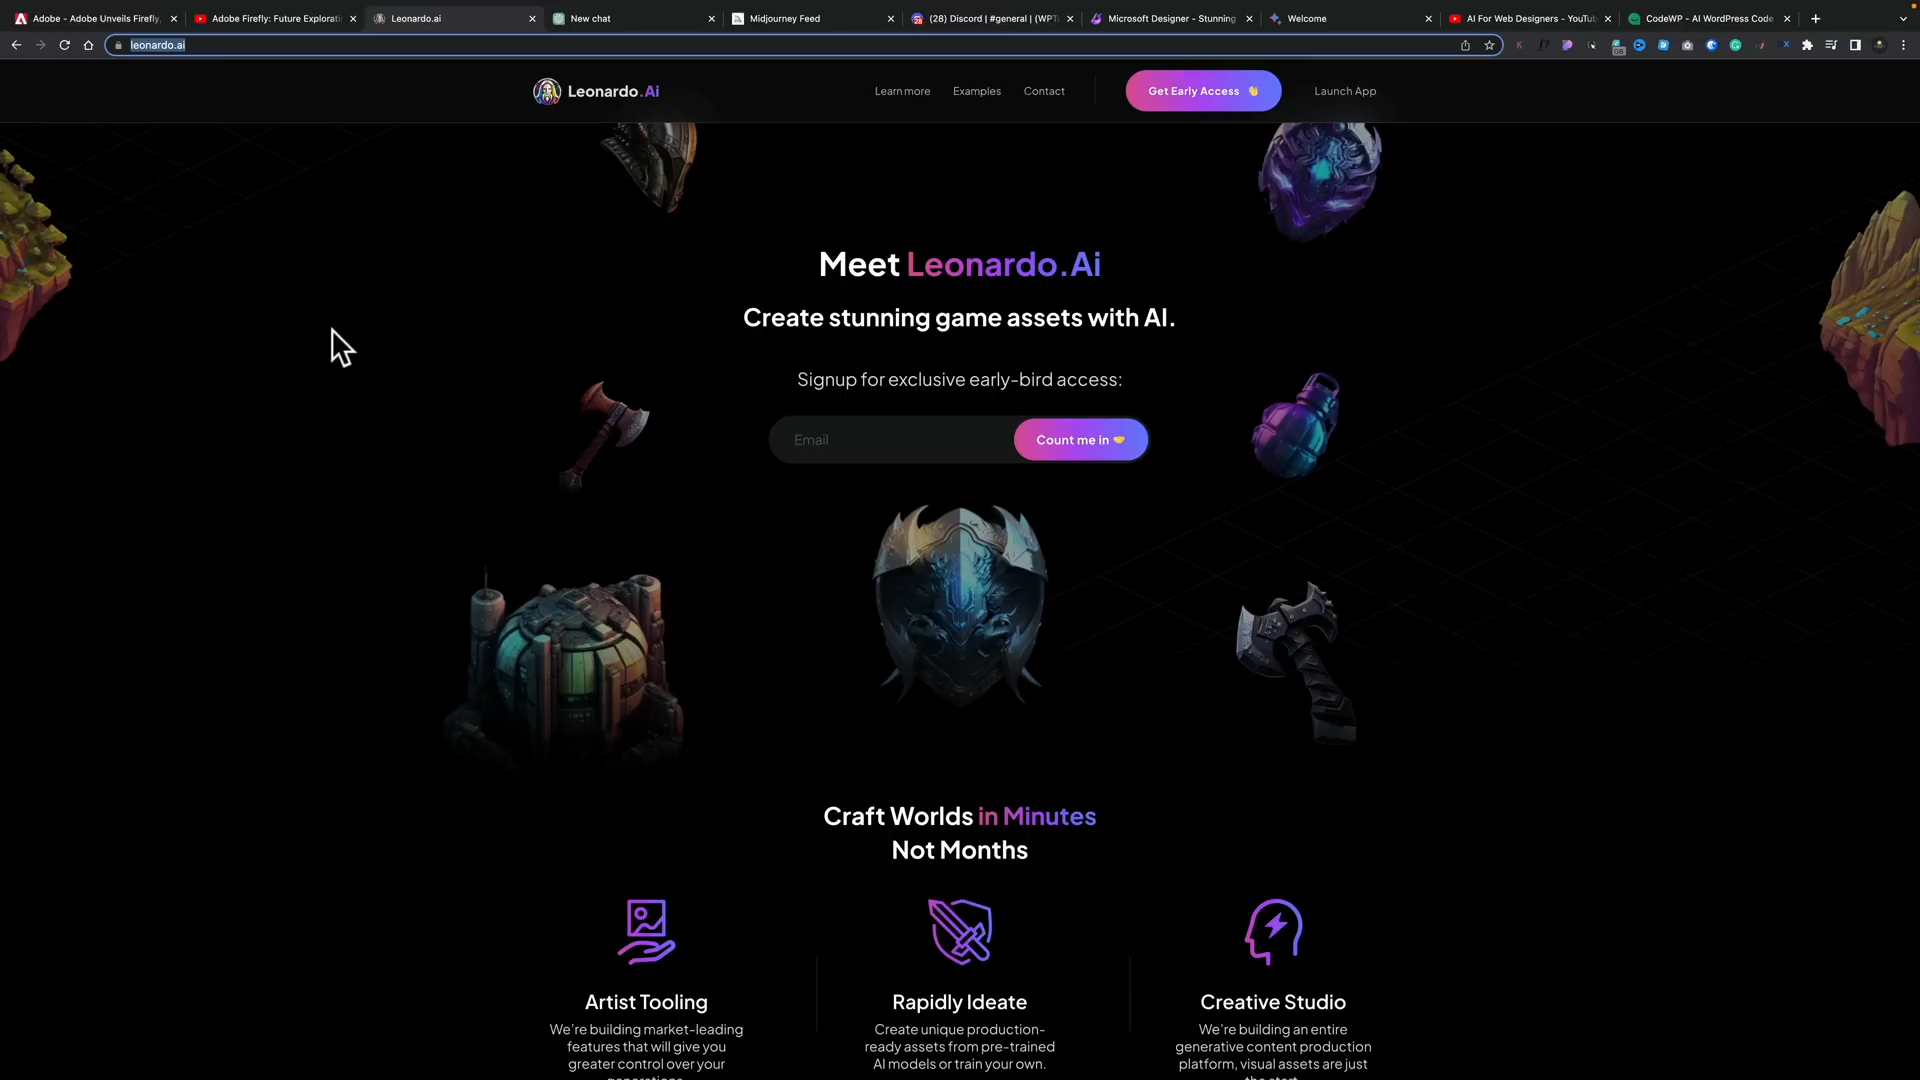 Adobe - Adobe Unveils Firefly,
Adobe Firefly: Future Explorati
Leonardo.ai
New chat
Midjourney Feed
(28) Discord | #general | (WPT
Microsoft Designer - Stunning
Welcome
AI For Web Designers - YouTub
CodeWP - AI WordPress Code
leonardo.ai
Leonardo.Ai
Learn more
Examples
Contact
Get Early Access 👋
Launch App
Meet Leonardo.Ai
Create stunning game assets with AI.
Signup for exclusive early-bird access:
Email
Count me in 🤝
Craft Worlds in Minutes
Not Months
Artist Tooling
We're building market-leading
features that will give you
greater control over your
generations.
Rapidly Ideate
Create unique production-
ready assets from pre-trained
AI models or train your own.
Creative Studio
We're building an entire
generative content production
platform, visual assets are just
the start.